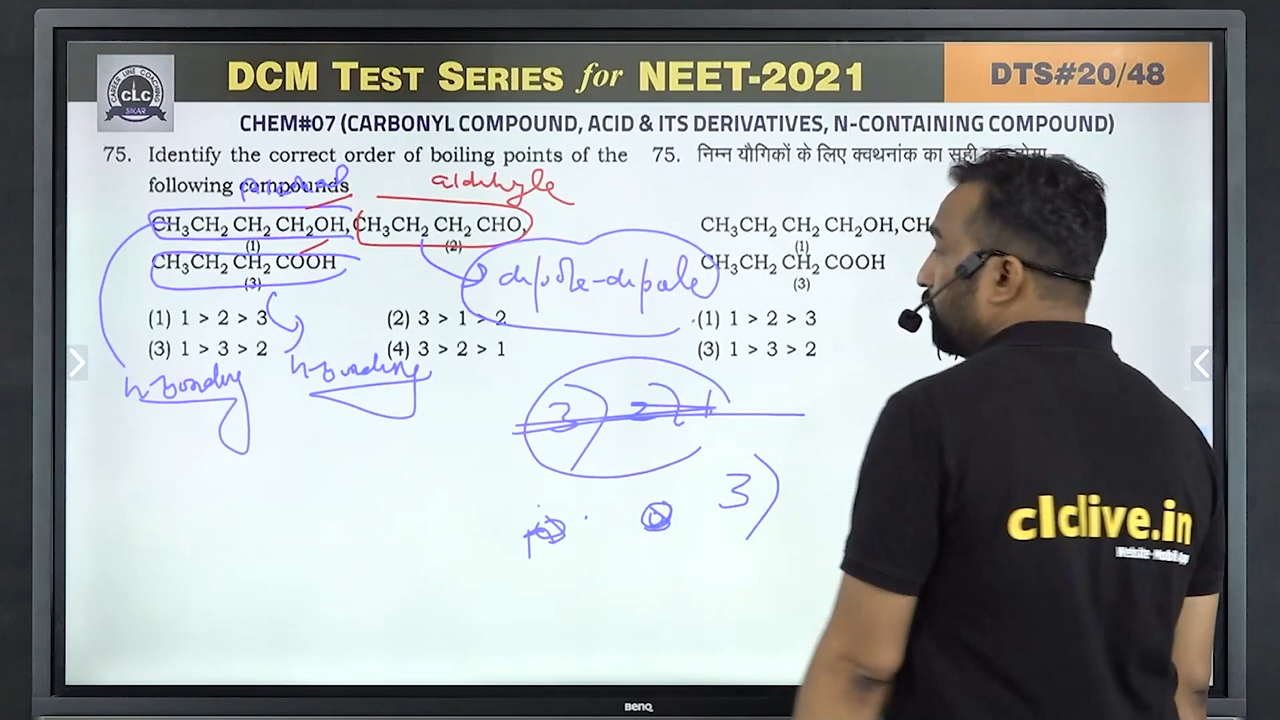 DCM TEST SERIES for NEET-2021
DTS#20/48
CAREER LINE COACHING
CLC
SIKAR
CHEM#07 (CARBONYL COMPOUND, ACID & ITS DERIVATIVES, N-CONTAINING COMPOUND)
75. Identify the correct order of boiling points of the
following compounds
aldehyde
CH₃CH₂ CH₂ CH₂OH, CH₃CH₂ CH₂ CHO,
(1) (2)
CH₃CH₂ CH₂ COOH
(3)
dipole-dipole
(1) 1 > 2 > 3 (2) 3 > 1 > 2
(3) 1 > 3 > 2 (4) 3 > 2 > 1
H-bonding H-bonding
75. निम्न यौगिकों के लिए क्वथनांक का सही
CH₃CH₂ CH₂ CH₂OH, CH
(1)
CH₃CH₂ CH₂ COOH
(3)
(1) 1 > 2 > 3
(3) 1 > 3 > 2
3 > 2 > 1
3 >
clclive.in
BenQ